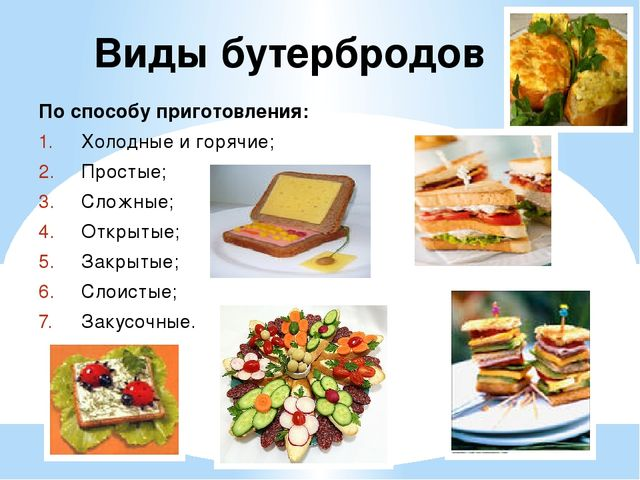 Виды бутербродов
По способу приготовления:
1. Холодные и горячие;
2. Простые;
3. Сложные;
4. Открытые;
5. Закрытые;
6. Слоистые;
7. Закусочные.